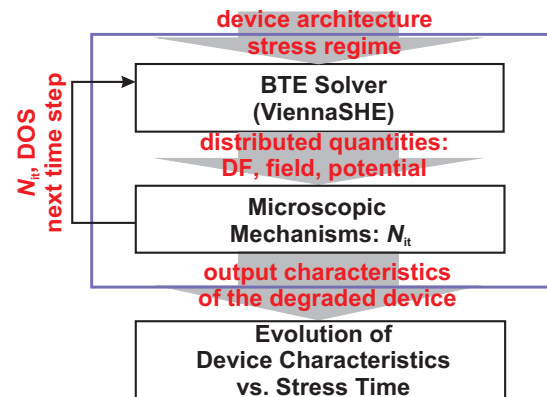 device architecture
stress regime
BTE Solver
(ViennaSHE)
distributed quantities:
DF, field, potential
Nit, DOS
next time step
Microscopic
Mechanisms: Nit
output characteristics
of the degraded device
Evolution of
Device Characteristics
vs. Stress Time